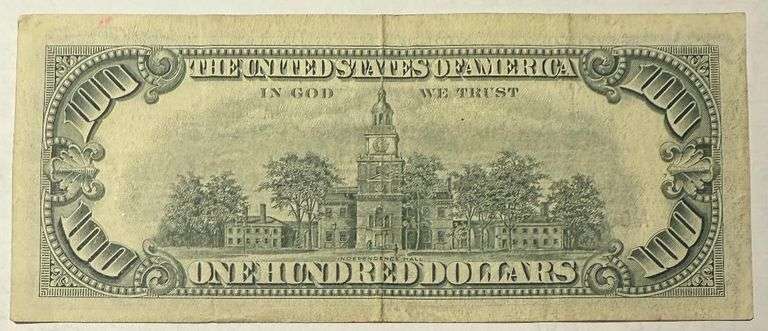 100 THE UNITED STATES OF AMERICA 100
IN GOD WE TRUST
INDEPENDENCE HALL
100 ONE HUNDRED DOLLARS 100